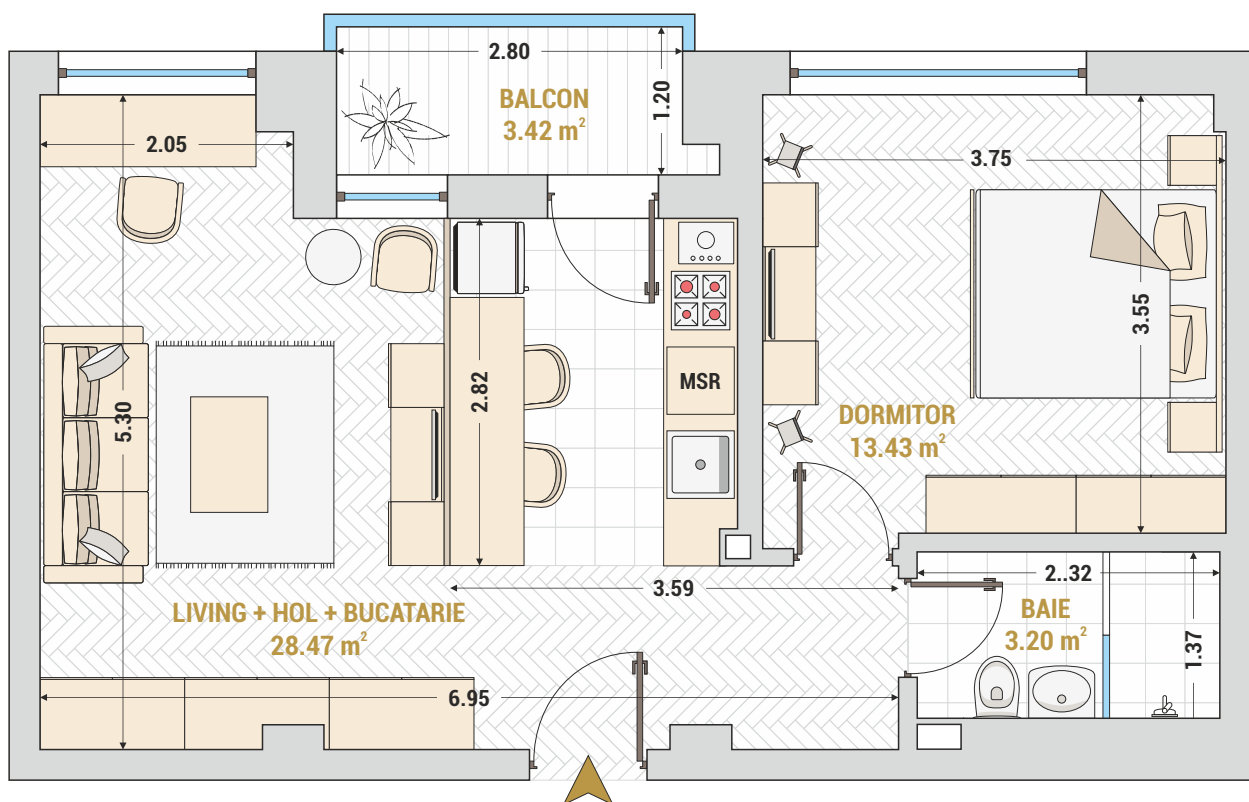 2.80
BALCON
3.42 m²
1.20
2.05
3.75
3.55
5.30
2.82
MSR
DORMITOR
13.43 m²
3.59
2..32
BAIE
3.20 m²
1.37
LIVING + HOL + BUCATARIE
28.47 m²
6.95